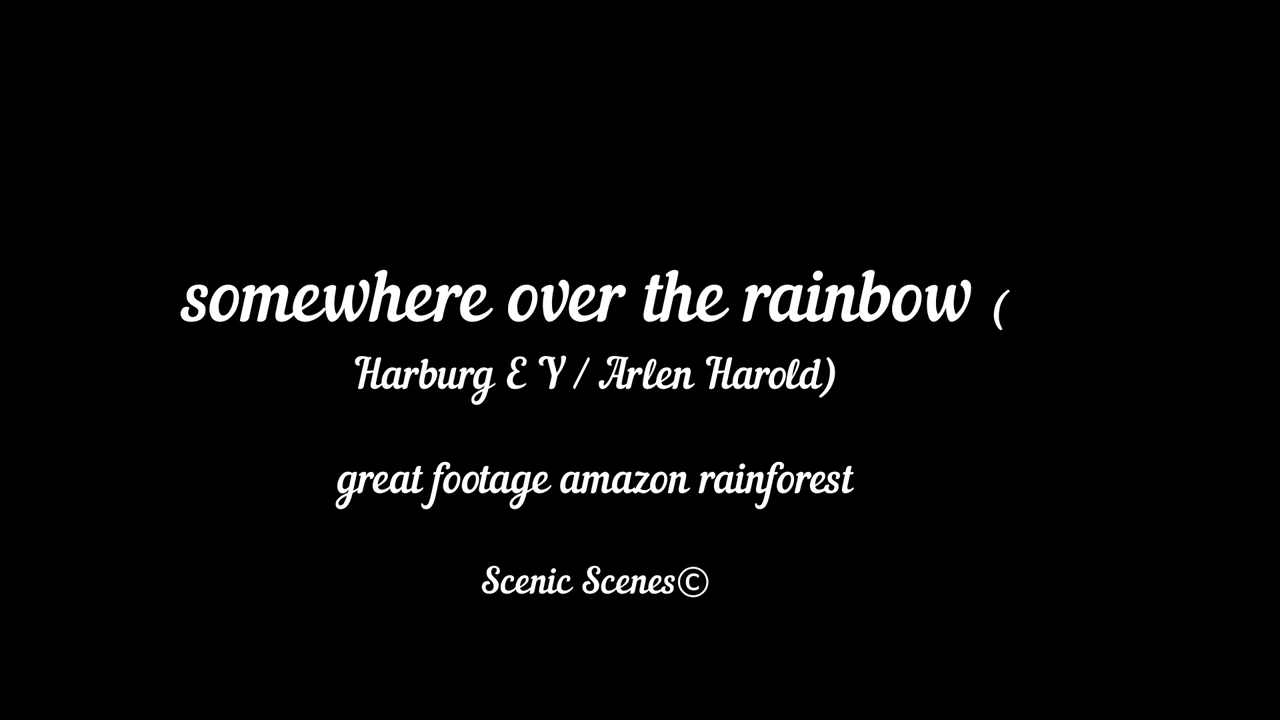 somewhere over the rainbow (
Harburg E Y / Arlen Harold)
great footage amazon rainforest
Scenic Scenes©